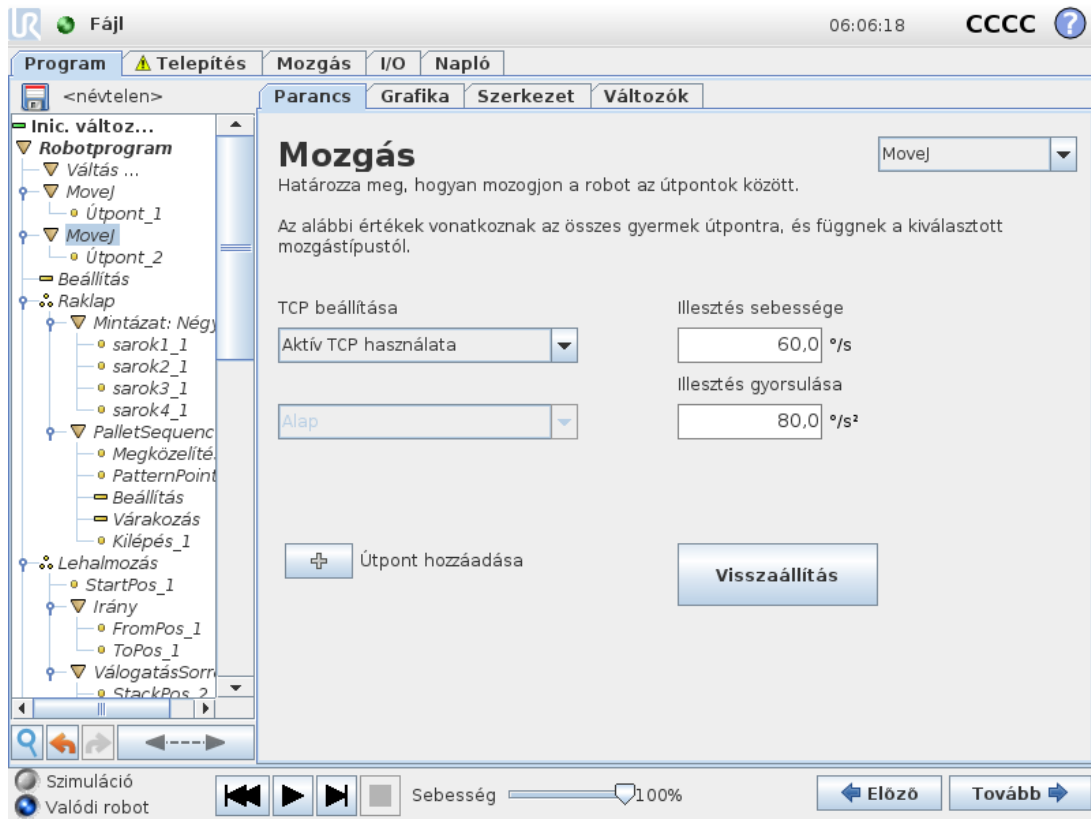 Fájl
06:06:18
CCCC
?
Program
Telepítés
Mozgás
I/O
Napló
<névtelen>
Parancs
Grafika
Szerkezet
Változók
Inic. változ...
Robotprogram
Váltás ...
MoveJ
Útpont_1
MoveJ
Útpont_2
Beállítás
Raklap
Mintázat: Négy
sarok1_1
sarok2_1
sarok3_1
sarok4_1
PalletSequenc
Megközelíté
PatternPoint
Beállítás
Várakozás
Kilépés_1
Lehalmozás
StartPos_1
Irány
FromPos_1
ToPos_1
VálogatásSorr
StackPos_2
Mozgás
MoveJ
Határozza meg, hogyan mozogjon a robot az útpontok között.
Az alábbi értékek vonatkoznak az összes gyermek útpontra, és függnek a kiválasztott
mozgástípustól.
TCP beállítása
Aktív TCP használata
Alap
Illesztés sebessége
60,0 °/s
Illesztés gyorsulása
80,0 °/s²
Útpont hozzáadása
Visszaállítás
Szimuláció
Valódi robot
Sebesség
100%
Előző
Tovább